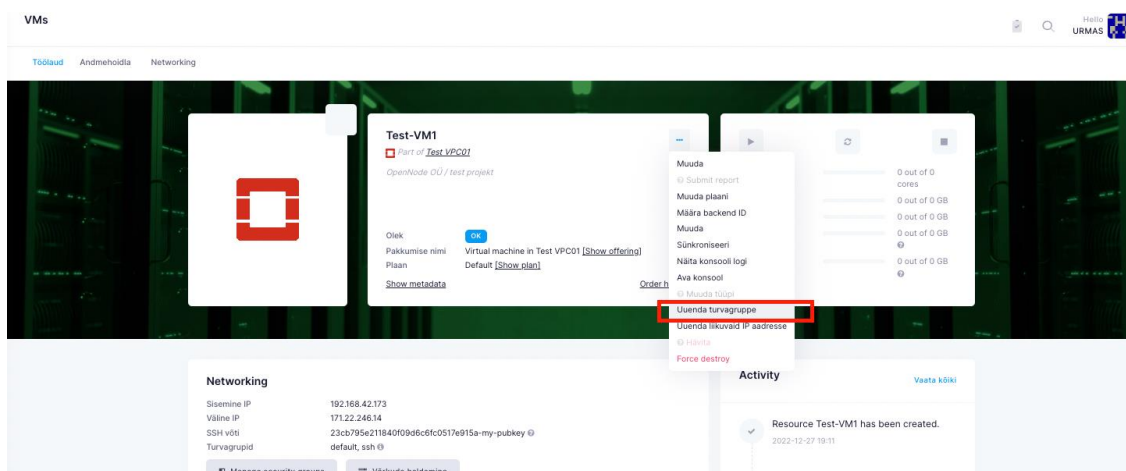 VMs
Hello
URMAS
Töölaud Andmehoidla Networking
Test-VM1
Part of Test VPC01
OpenNode OÜ / test projekt
Olek OK
Pakkumise nimi Virtual machine in Test VPC01 [Show offering]
Plaan Default [Show plan]
Show metadata
Order h
Muuda
Submit report
Muuda plaani
Määra backend ID
Muuda
Sünkroniseeri
Näita konsooli logi
Ava konsool
Muuda tüüpi
Uuenda turvagruppe
Uuenda liikuvaid IP aadresse
Hävita
Force destroy
0 out of 0
cores
0 out of 0 GB
0 out of 0 GB
0 out of 0 GB
0 out of 0 GB
Networking
Sisemine IP 192.168.42.173
Väline IP 171.22.246.14
SSH võti 23cb795e211840f09d6c6fc0517e915a-my-pubkey
Turvagrupid default, ssh
Manage security groups Võrkude haldamine
Activity
Vaata kõiki
Resource Test-VM1 has been created.
2022-12-27 19:11